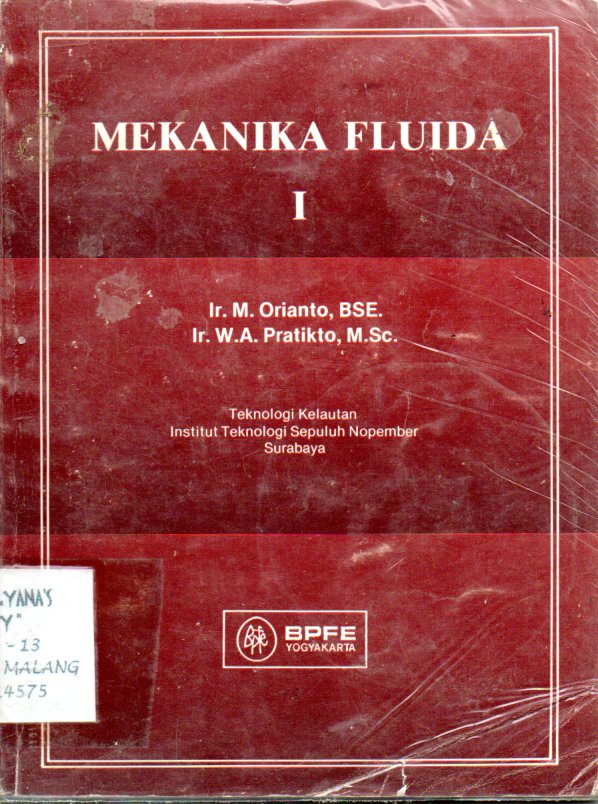 MEKANIKA FLUIDA
I
Ir. M. Orianto, BSE.
Ir. W.A. Pratikto, M.Sc.
Teknologi Kelautan
Institut Teknologi Sepuluh Nopember
Surabaya
BPFE
YOGYAKARTA
YANA'S
Y"
- 13
MALANG
4575